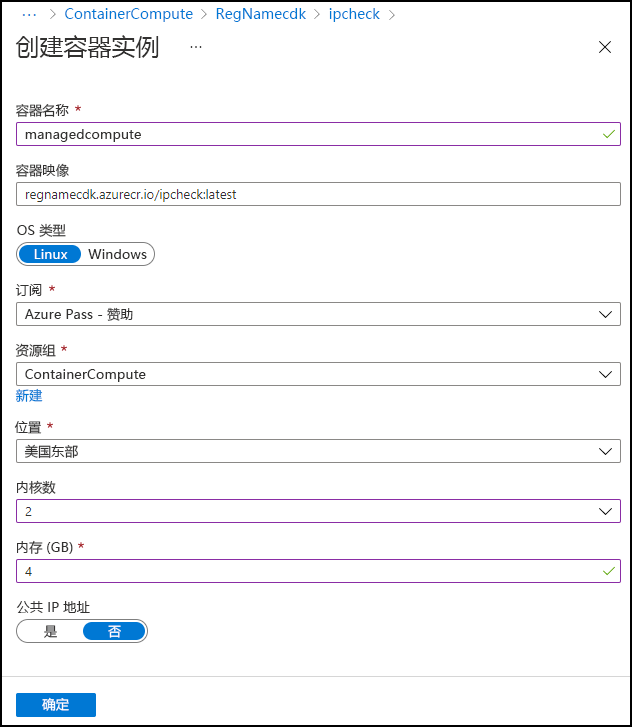 … > ContainerCompute > RegNamecdk > ipcheck >
创建容器实例 …
容器名称 *
managedcompute
容器映像
regnamecdk.azurecr.io/ipcheck:latest
OS 类型
Linux Windows
订阅 *
Azure Pass - 赞助
资源组 *
ContainerCompute
新建
位置 *
美国东部
内核数
2
内存 (GB) *
4
公共 IP 地址
是 否
确定